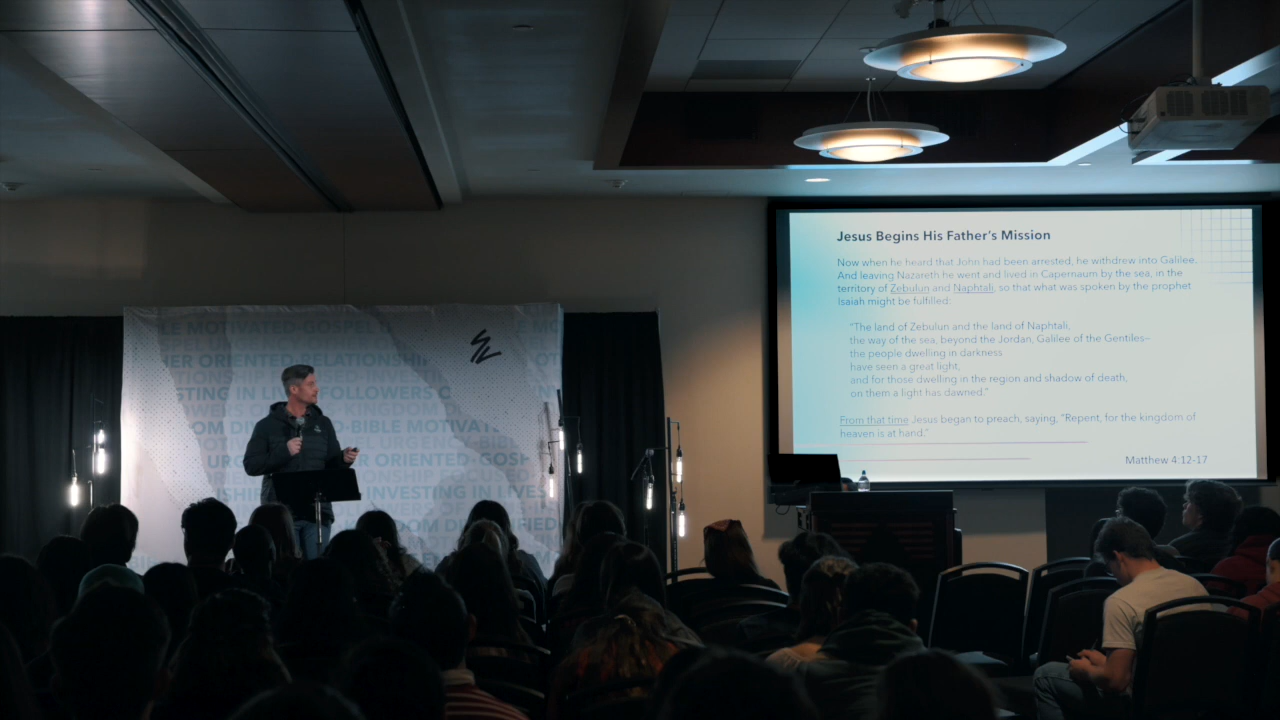 Jesus Begins His Father's Mission
Now when he heard that John had been arrested, he withdrew into Galilee.
And leaving Nazareth he went and lived in Capernaum by the sea, in the
territory of Zebulun and Naphtali, so that what was spoken by the prophet
Isaiah might be fulfilled:
"The land of Zebulun and the land of Naphtali,
the way of the sea, beyond the Jordan, Galilee of the Gentiles—
the people dwelling in darkness
have seen a great light,
and for those dwelling in the region and shadow of death,
on them a light has dawned."
From that time Jesus began to preach, saying, "Repent, for the kingdom of
heaven is at hand."
Matthew 4:12-17
LE MOTIVATED-GOSPEL
ORIENTED-RELATIONSHIP
STING IN FOLLOWERS
KINGDOM
-BIBLE MOTIVAT
R ORIENTED-GOSP
INVESTING IN LIVES